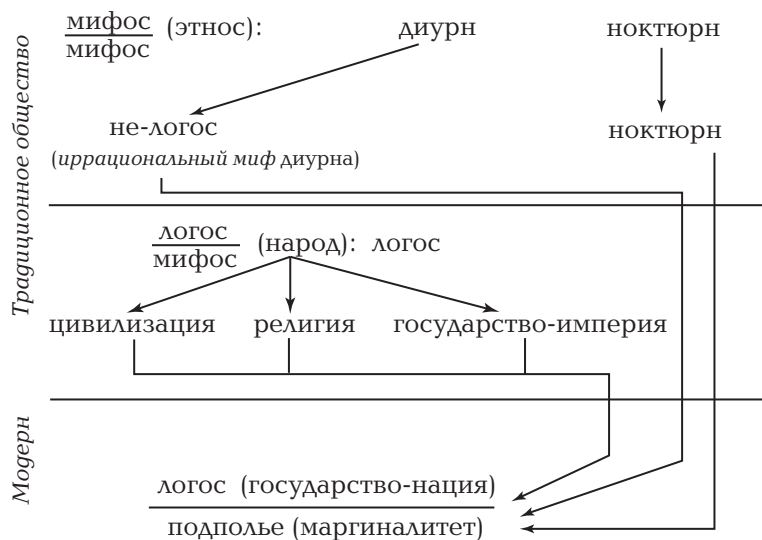 Традиционное общество
мифос
мифос
(этнос):
диурн
ноктюрн
не-логос
(иррациональный миф диурна)
ноктюрн
логос
мифос
(народ): логос
цивилизация
религия
государство-империя
Модерн
логос (государство-нация)
подполье (маргиналитет)